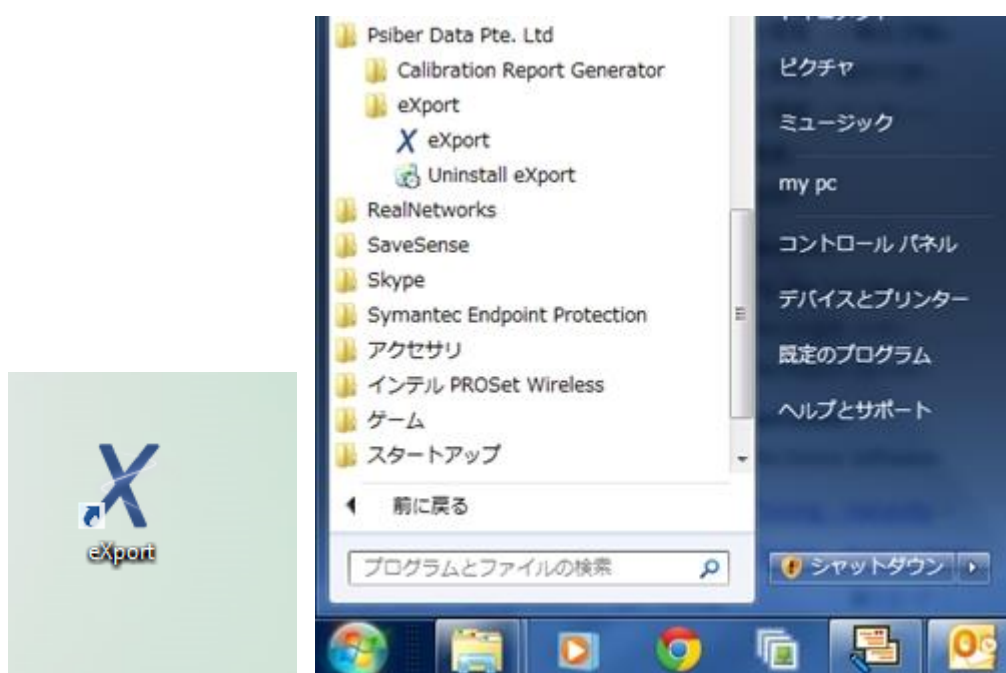 eXport
Psiber Data Pte. Ltd
Calibration Report Generator
eXport
eXport
Uninstall eXport
RealNetworks
SaveSense
Skype
Symantec Endpoint Protection
アクセサリ
インテル PROSet Wireless
ゲーム
スタートアップ
前に戻る
プログラムとファイルの検索
ピクチャ
ミュージック
my pc
コントロール パネル
デバイスとプリンター
既定のプログラム
ヘルプとサポート
シャットダウン